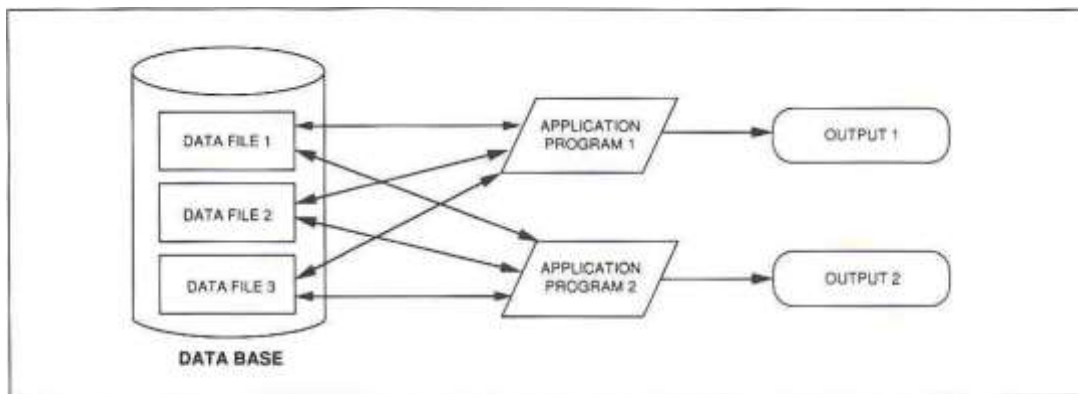 DATA FILE 1
DATA FILE 2
DATA FILE 3
DATA BASE
APPLICATION
PROGRAM 1
APPLICATION
PROGRAM 2
OUTPUT 1
OUTPUT 2